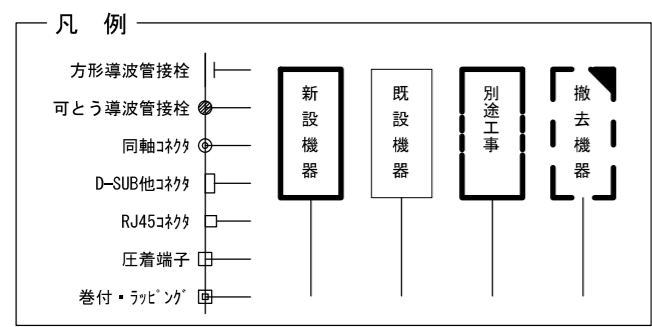 凡 例
方形導波管接栓
可とう導波管接栓
同軸ｺﾈｸﾀ
D-SUB他ｺﾈｸﾀ
RJ45ｺﾈｸﾀ
圧着端子
巻付・ﾗｯﾋﾟﾝｸﾞ
新設機器
既設機器
別途工事
撤去機器